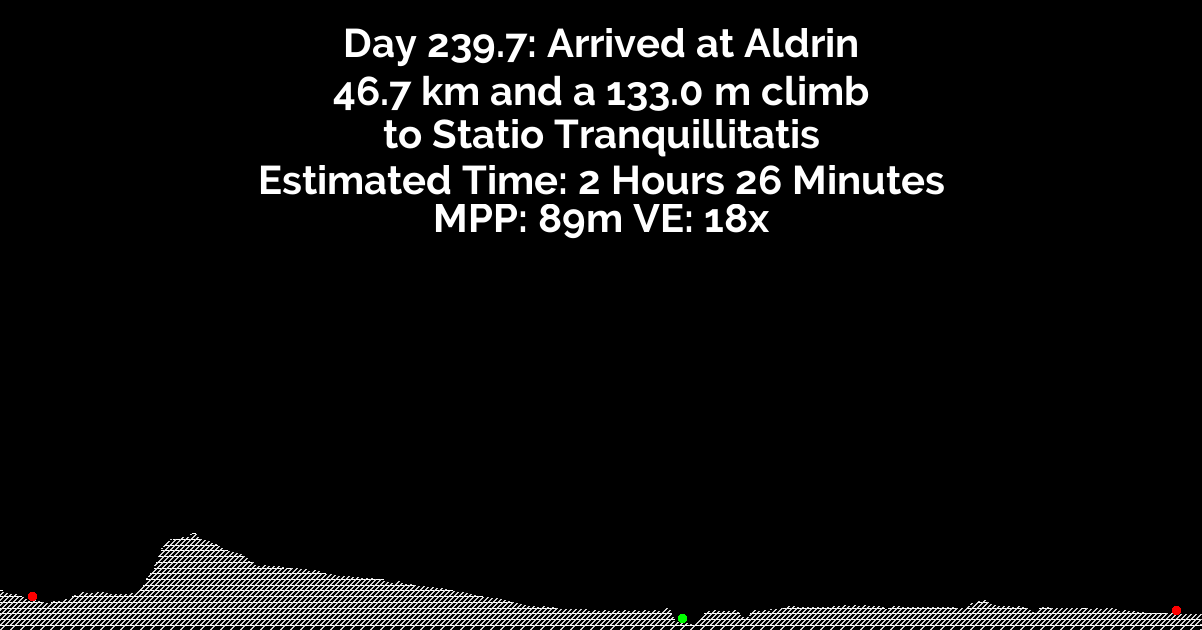 Day 239.7: Arrived at Aldrin
46.7 km and a 133.0 m climb
to Statio Tranquillitatis
Estimated Time: 2 Hours 26 Minutes
MPP: 89m VE: 18x